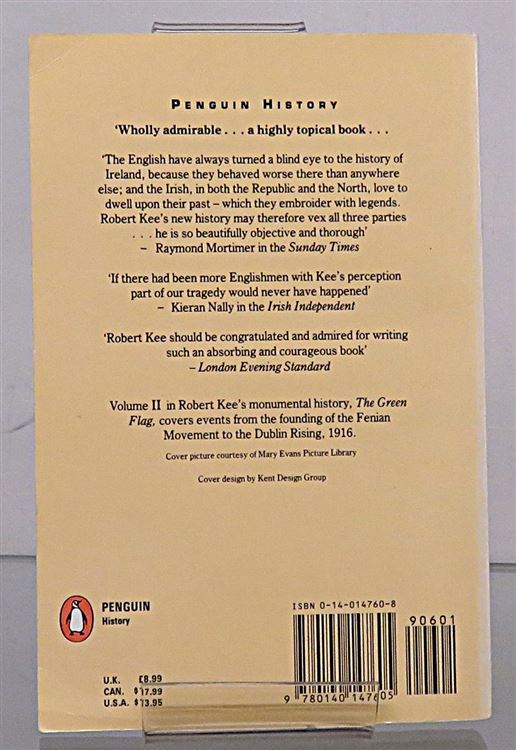 PENGUIN HISTORY
'Wholly admirable . . . a highly topical book . . .
'The English have always turned a blind eye to the history of
Ireland, because they behaved worse there than anywhere
else; and the Irish, in both the Republic and the North, love to
dwell upon their past – which they embroider with legends.
Robert Kee's new history may therefore vex all three parties
. . . he is so beautifully objective and thorough'
– Raymond Mortimer in the Sunday Times
'If there had been more Englishmen with Kee's perception
part of our tragedy would never have happened'
– Kieran Nally in the Irish Independent
'Robert Kee should be congratulated and admired for writing
such an absorbing and courageous book'
– London Evening Standard
Volume II in Robert Kee's monumental history, The Green
Flag, covers events from the founding of the Fenian
Movement to the Dublin Rising, 1916.
Cover picture courtesy of Mary Evans Picture Library
Cover design by Kent Design Group
PENGUIN
History
U.K. £8.99
CAN. $17.99
U.S.A. $13.95
ISBN 0-14-014760-8
90601
9 780140 147605